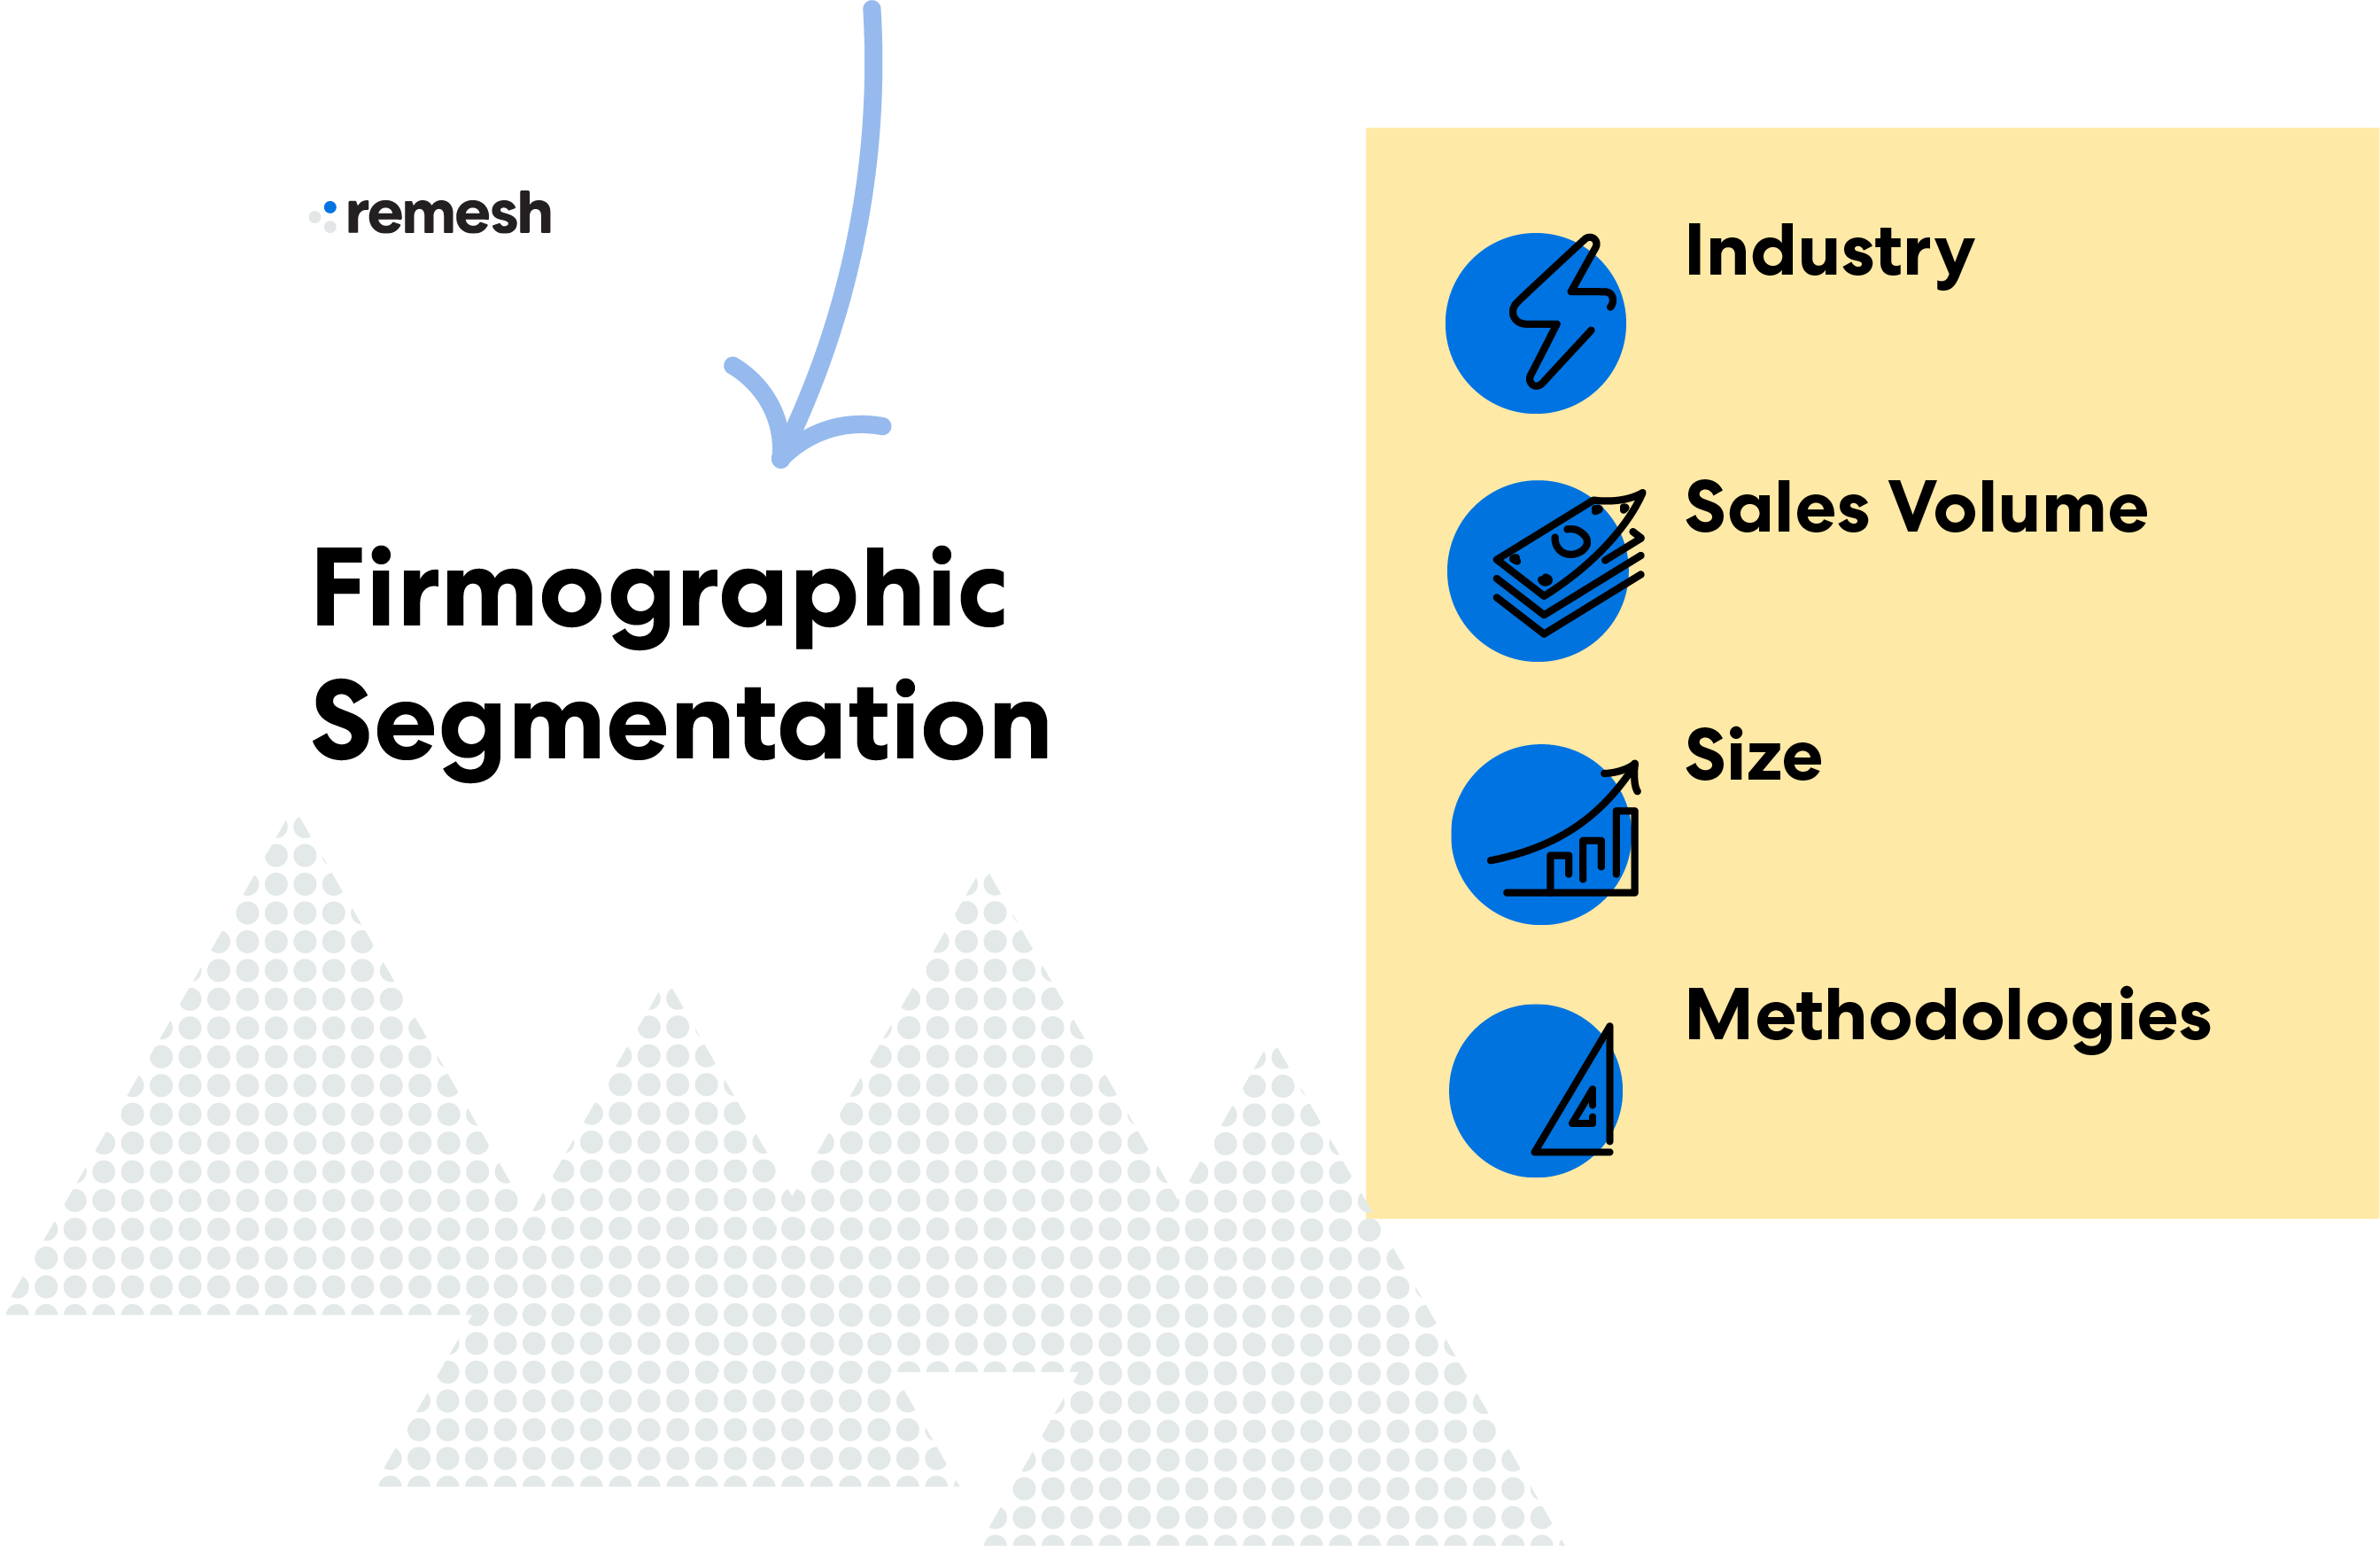 remesh
Firmographic
Segmentation
Industry
Sales Volume
Size
Methodologies